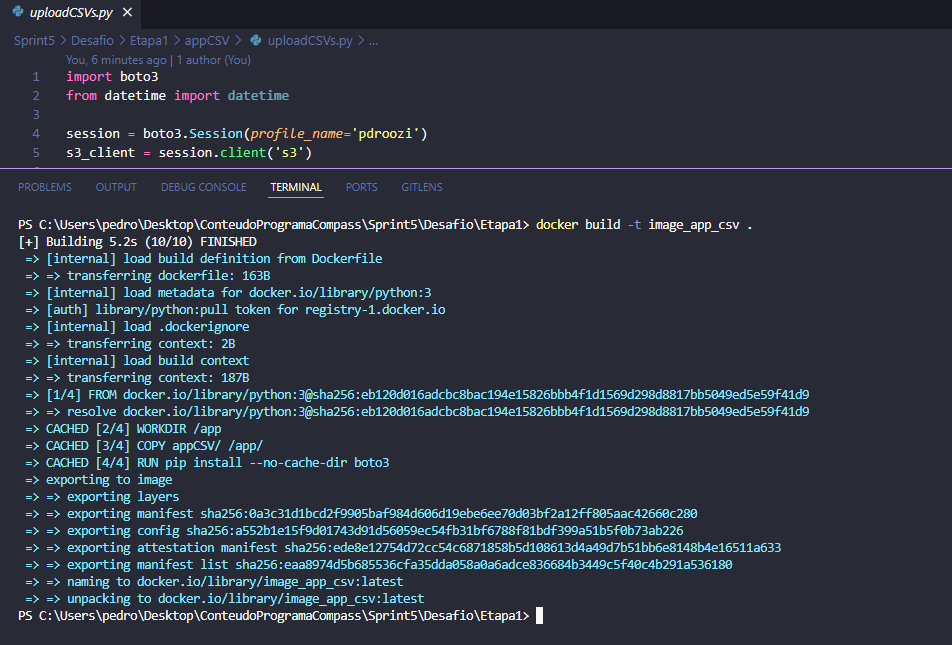 uploadCSVs.py
Sprint5 > Desafio > Etapa1 > appCSV > uploadCSVs.py > ...
You, 6 minutes ago | 1 author (You)
1 import boto3
2 from datetime import datetime
3
4 session = boto3.Session(profile_name='pdroozi')
5 s3_client = session.client('s3')
PROBLEMS OUTPUT DEBUG CONSOLE TERMINAL PORTS GITLENS
PS C:\Users\pedro\Desktop\ConteudoProgramaCompass\Sprint5\Desafio\Etapa1> docker build -t image_app_csv .
[+] Building 5.2s (10/10) FINISHED
=> [internal] load build definition from Dockerfile
=> => transferring dockerfile: 163B
=> [internal] load metadata for docker.io/library/python:3
=> [auth] library/python:pull token for registry-1.docker.io
=> [internal] load .dockerignore
=> => transferring context: 2B
=> [internal] load build context
=> => transferring context: 187B
=> [1/4] FROM docker.io/library/python:3@sha256:eb120d016adcbc8bac194e15826bbb4f1d1569d298d8817bb5049ed5e59f41d9
=> => resolve docker.io/library/python:3@sha256:eb120d016adcbc8bac194e15826bbb4f1d1569d298d8817bb5049ed5e59f41d9
=> CACHED [2/4] WORKDIR /app
=> CACHED [3/4] COPY appCSV/ /app/
=> CACHED [4/4] RUN pip install --no-cache-dir boto3
=> exporting to image
=> => exporting layers
=> => exporting manifest sha256:0a3c31d1bcd2f9905baf984d606d19ebe6ee70d03bf2a12ff805aac42660c280
=> => exporting config sha256:a552b1e15f9d01743d91d56059ec54fb31bf6788f81bdf399a51b5f0b73ab226
=> => exporting attestation manifest sha256:ede8e12754d72cc54c6871858b5d108613d4a49d7b51bb6e8148b4e16511a633
=> => exporting manifest list sha256:eaa8974d5b685536cfa35dda058a0a6adce836684b3449c5f40c4b291a536180
=> => naming to docker.io/library/image_app_csv:latest
=> => unpacking to docker.io/library/image_app_csv:latest
PS C:\Users\pedro\Desktop\ConteudoProgramaCompass\Sprint5\Desafio\Etapa1>